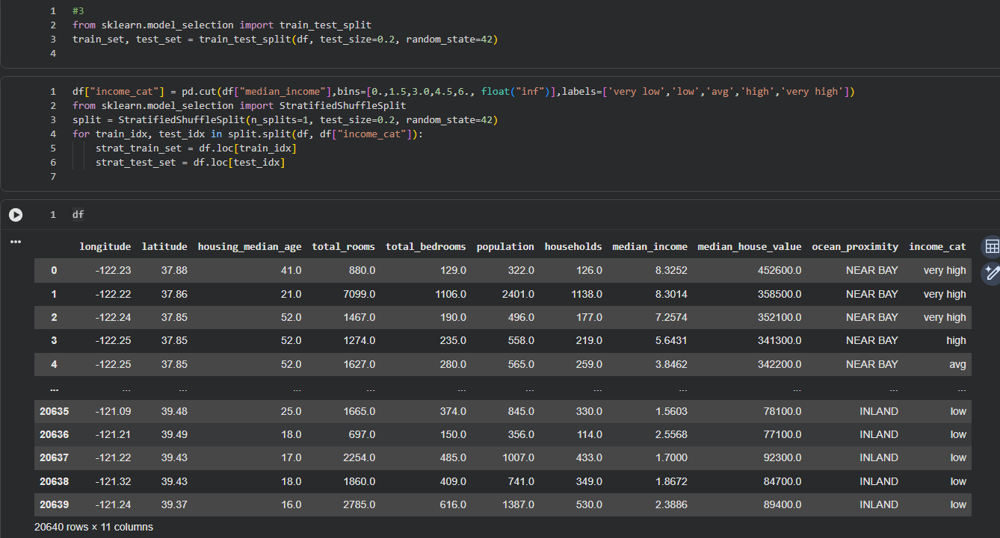 1 #3
2 from sklearn.model_selection import train_test_split
3 train_set, test_set = train_test_split(df, test_size=0.2, random_state=42)
4
1 df["income_cat"] = pd.cut(df["median_income"],bins=[0.,1.5,3.0,4.5,6., float("inf")],labels=['very low','low','avg','high','very high'])
2 from sklearn.model_selection import StratifiedShuffleSplit
3 split = StratifiedShuffleSplit(n_splits=1, test_size=0.2, random_state=42)
4 for train_idx, test_idx in split.split(df, df["income_cat"]):
5     strat_train_set = df.loc[train_idx]
6     strat_test_set = df.loc[test_idx]
7
1 df
longitude latitude housing_median_age total_rooms total_bedrooms population households median_income median_house_value ocean_proximity income_cat
0 -122.23 37.88 41.0 880.0 129.0 322.0 126.0 8.3252 452600.0 NEAR BAY very high
1 -122.22 37.86 21.0 7099.0 1106.0 2401.0 1138.0 8.3014 358500.0 NEAR BAY very high
2 -122.24 37.85 52.0 1467.0 190.0 496.0 177.0 7.2574 352100.0 NEAR BAY very high
3 -122.25 37.85 52.0 1274.0 235.0 558.0 219.0 5.6431 341300.0 NEAR BAY high
4 -122.25 37.85 52.0 1627.0 280.0 565.0 259.0 3.8462 342200.0 NEAR BAY avg
... ... ... ... ... ... ... ... ... ... ... ...
20635 -121.09 39.48 25.0 1665.0 374.0 845.0 330.0 1.5603 78100.0 INLAND low
20636 -121.21 39.49 18.0 697.0 150.0 356.0 114.0 2.5568 77100.0 INLAND low
20637 -121.22 39.43 17.0 2254.0 485.0 1007.0 433.0 1.7000 92300.0 INLAND low
20638 -121.32 39.43 18.0 1860.0 409.0 741.0 349.0 1.8672 84700.0 INLAND low
20639 -121.24 39.37 16.0 2785.0 616.0 1387.0 530.0 2.3886 89400.0 INLAND low
20640 rows × 11 columns